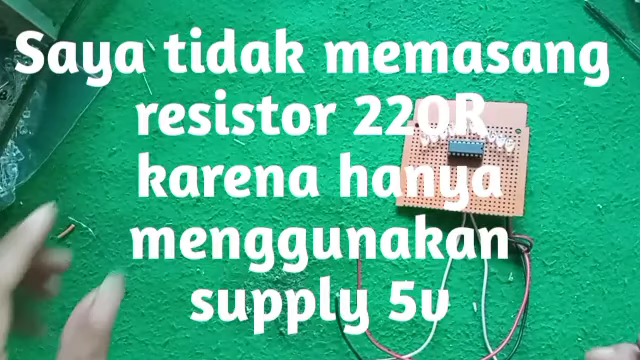 Saya tidak memasang
resistor 220R
karena hanya
menggunakan
supply 5v